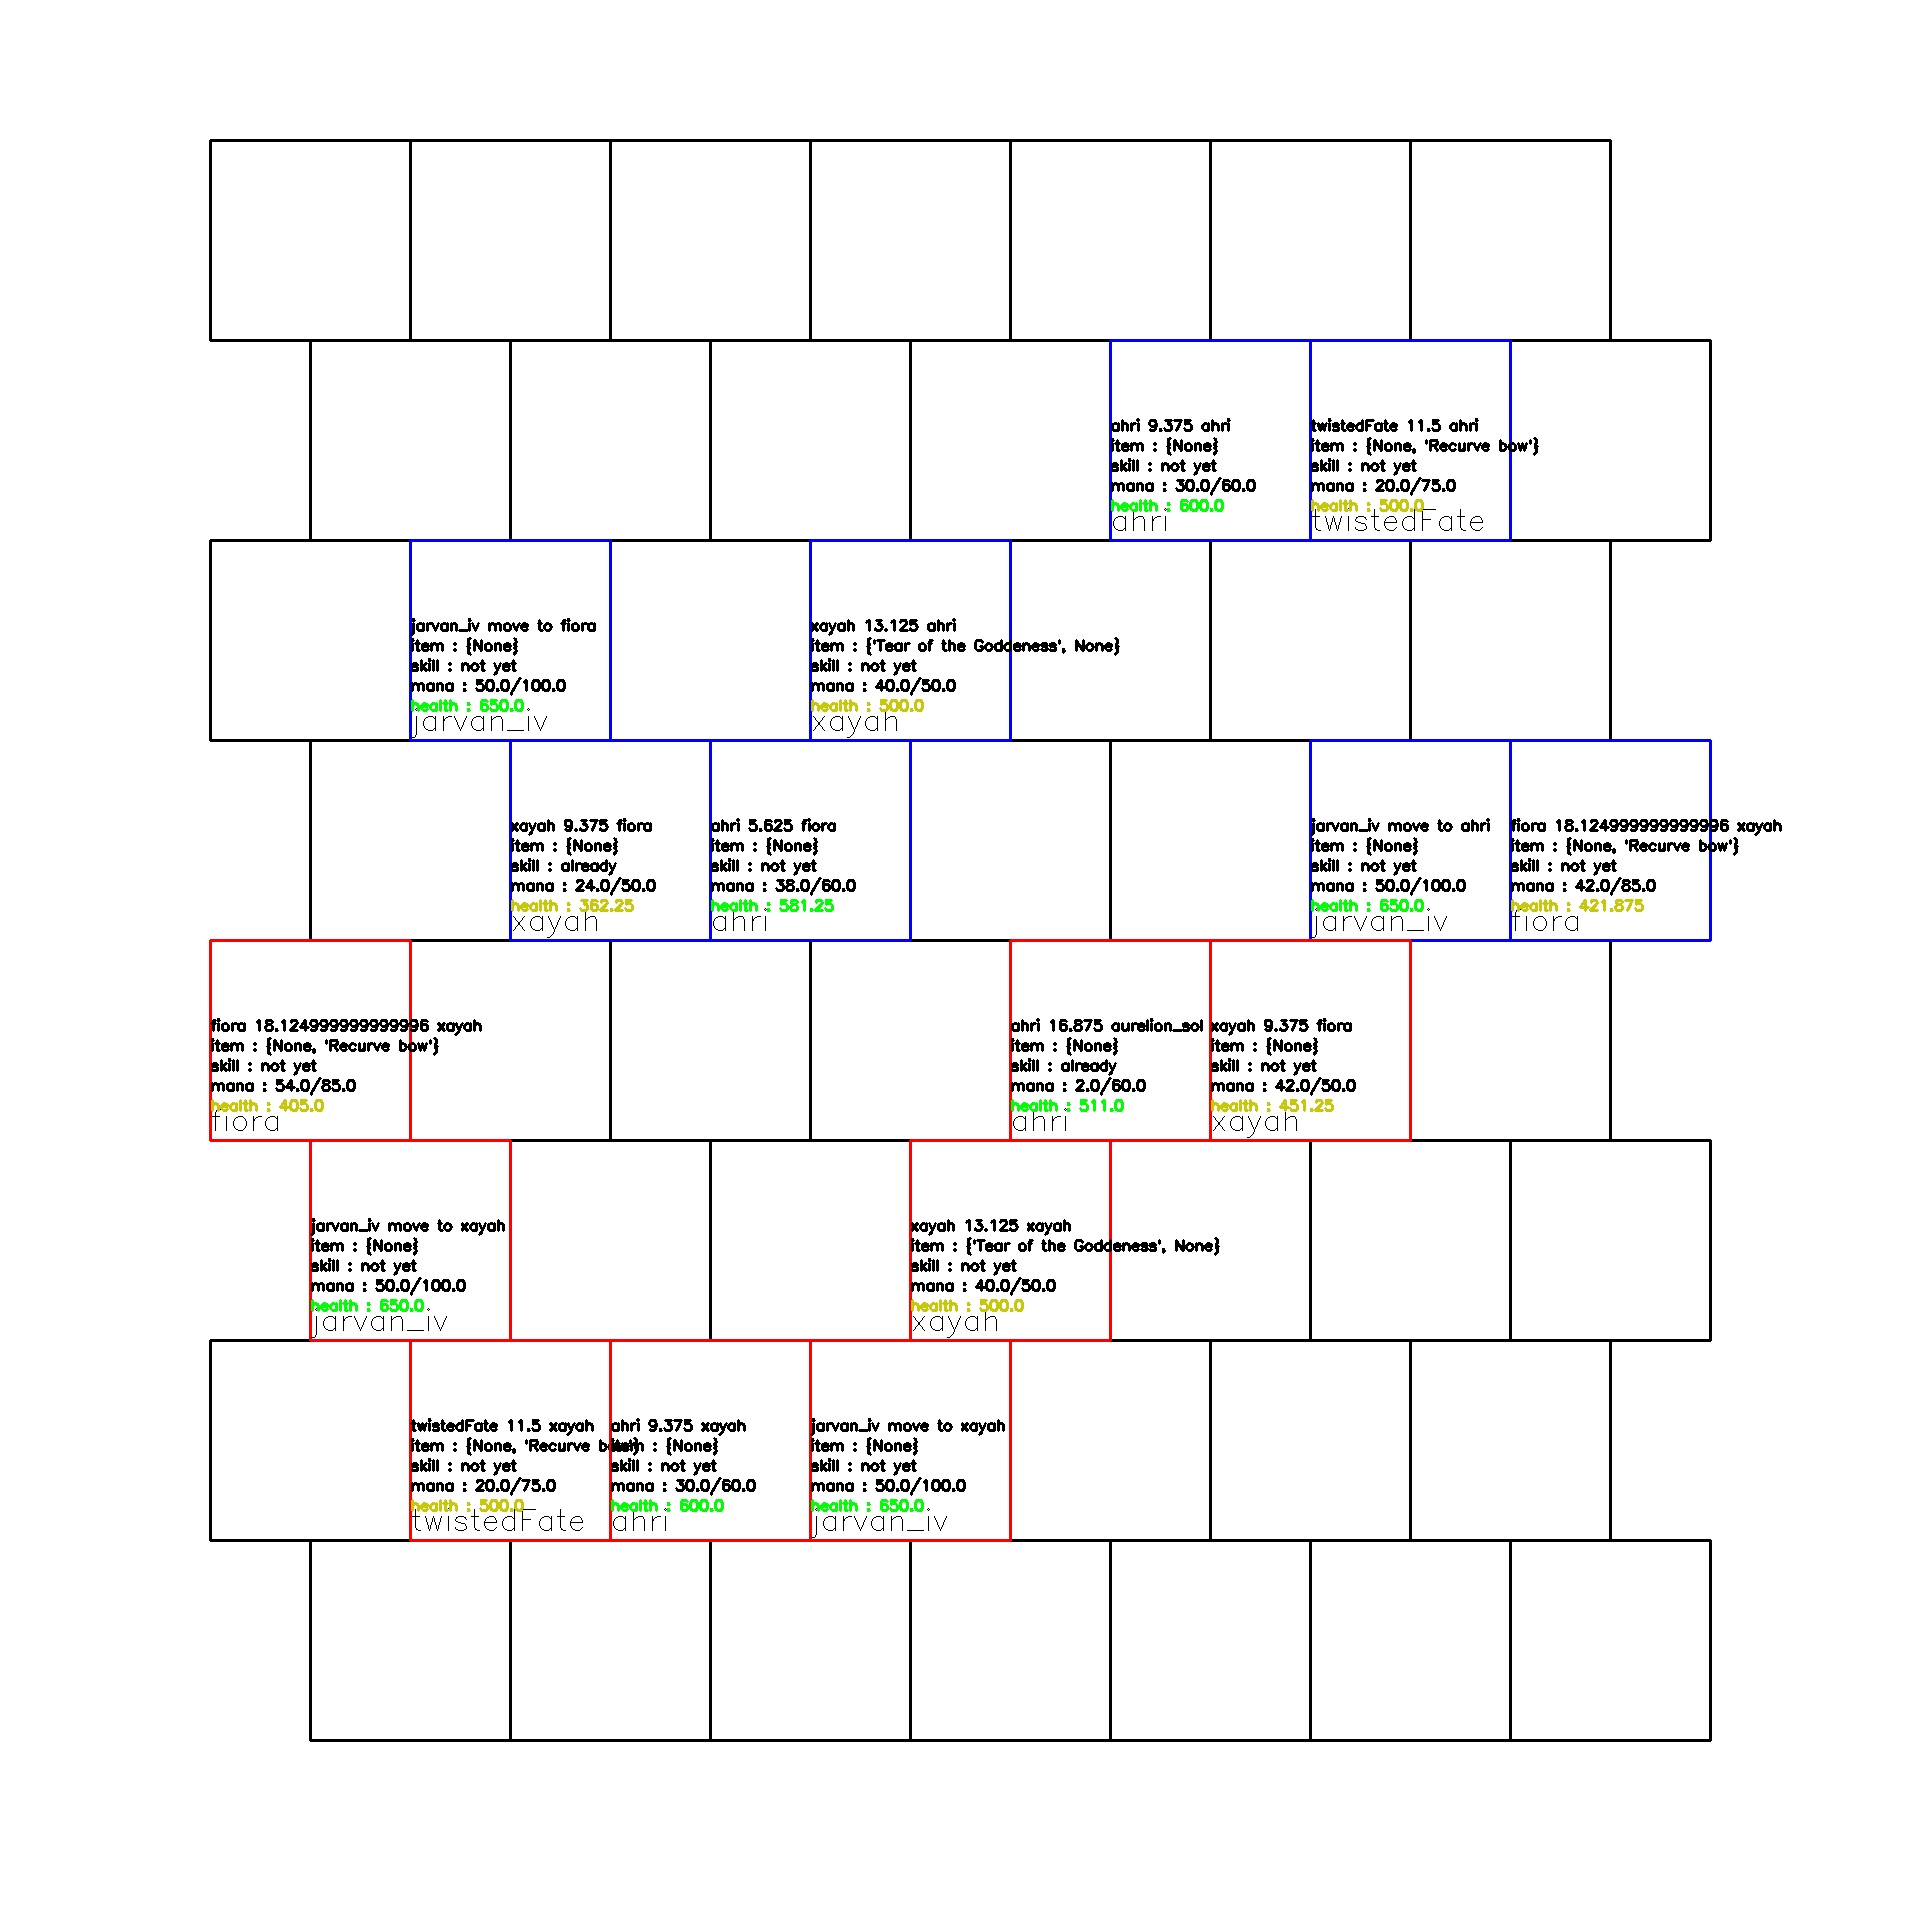 ahri 9.375 ahri
item : {None}
skill : not yet
mana : 30.0/60.0
health : 600.0
ahri
twistedFate 11.5 ahri
item : {None, 'Recurve bow'}
skill : not yet
mana : 20.0/75.0
health : 500.0
twistedFate
jarvan_iv move to fiora
item : {None}
skill : not yet
mana : 50.0/100.0
health : 650.0
jarvan_iv
xayah 13.125 ahri
item : {'Tear of the Goddeness', None}
skill : not yet
mana : 40.0/50.0
health : 500.0
xayah
xayah 9.375 fiora
item : {None}
skill : already
mana : 24.0/50.0
health : 362.25
xayah
ahri 5.625 fiora
item : {None}
skill : not yet
mana : 38.0/60.0
health : 581.25
ahri
jarvan_iv move to ahri
item : {None}
skill : not yet
mana : 50.0/100.0
health : 650.0
jarvan_iv
fiora 18.124999999999996 xayah
item : {None, 'Recurve bow'}
skill : not yet
mana : 42.0/85.0
health : 421.875
fiora
fiora 18.124999999999996 xayah
item : {None, 'Recurve bow'}
skill : not yet
mana : 54.0/85.0
health : 405.0
fiora
ahri 16.875 aurelion_sol
item : {None}
skill : already
mana : 2.0/60.0
health : 511.0
ahri
xayah 9.375 fiora
item : {None}
skill : not yet
mana : 42.0/50.0
health : 451.25
xayah
jarvan_iv move to xayah
item : {None}
skill : not yet
mana : 50.0/100.0
health : 650.0
jarvan_iv
xayah 13.125 xayah
item : {'Tear of the Goddeness', None}
skill : not yet
mana : 40.0/50.0
health : 500.0
xayah
twistedFate 11.5 xayah
item : {None, 'Recurve bow'}
skill : not yet
mana : 20.0/75.0
health : 500.0
twistedFate
ahri 9.375 xayah
item : {None}
skill : not yet
mana : 30.0/60.0
health : 600.0
ahri
jarvan_iv move to xayah
item : {None}
skill : not yet
mana : 50.0/100.0
health : 650.0
jarvan_iv